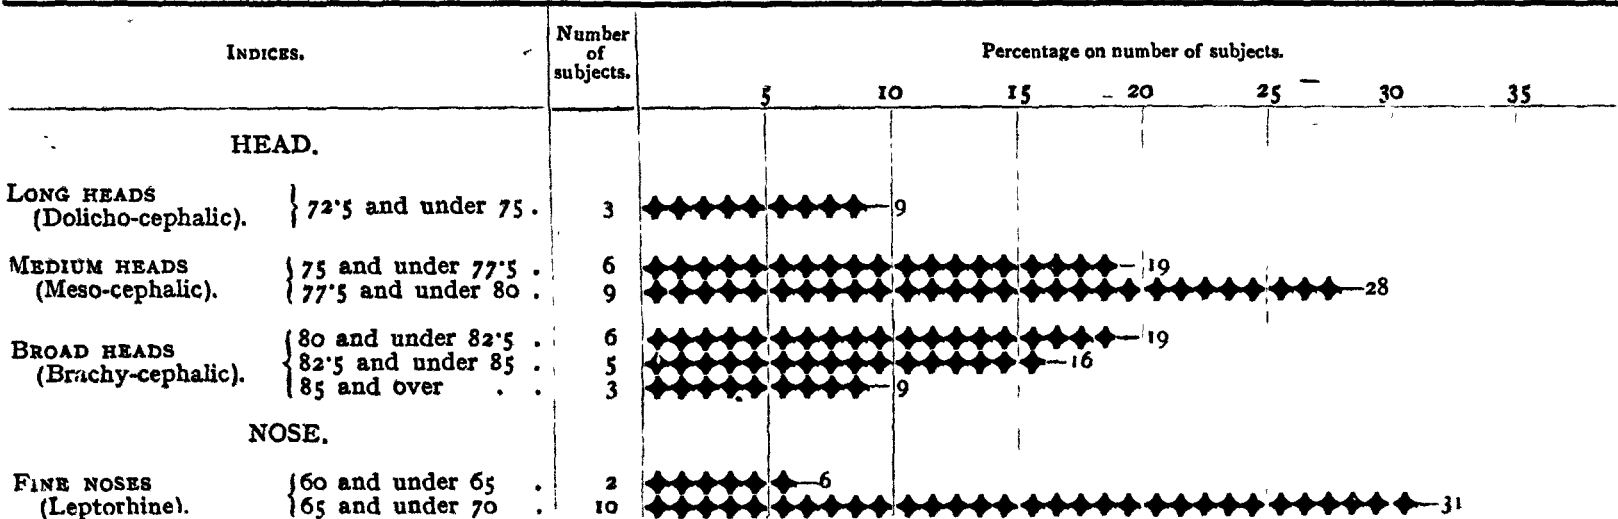 INDICES. Number of subjects. Percentage on number of subjects.
5 10 15 20 25 30 35
HEAD.
LONG HEADS (Dolicho-cephalic). } 72·5 and under 75 . 3 9
MEDIUM HEADS (Meso-cephalic). { 75 and under 77·5 . 6 19
77·5 and under 80 . 9 28
BROAD HEADS (Brachy-cephalic). { 80 and under 82·5 . 6 19
82·5 and under 85 . 5 16
85 and over . . 3 9
NOSE.
FINE NOSES (Leptorhine). { 60 and under 65 . 2 6
65 and under 70 . 10 31